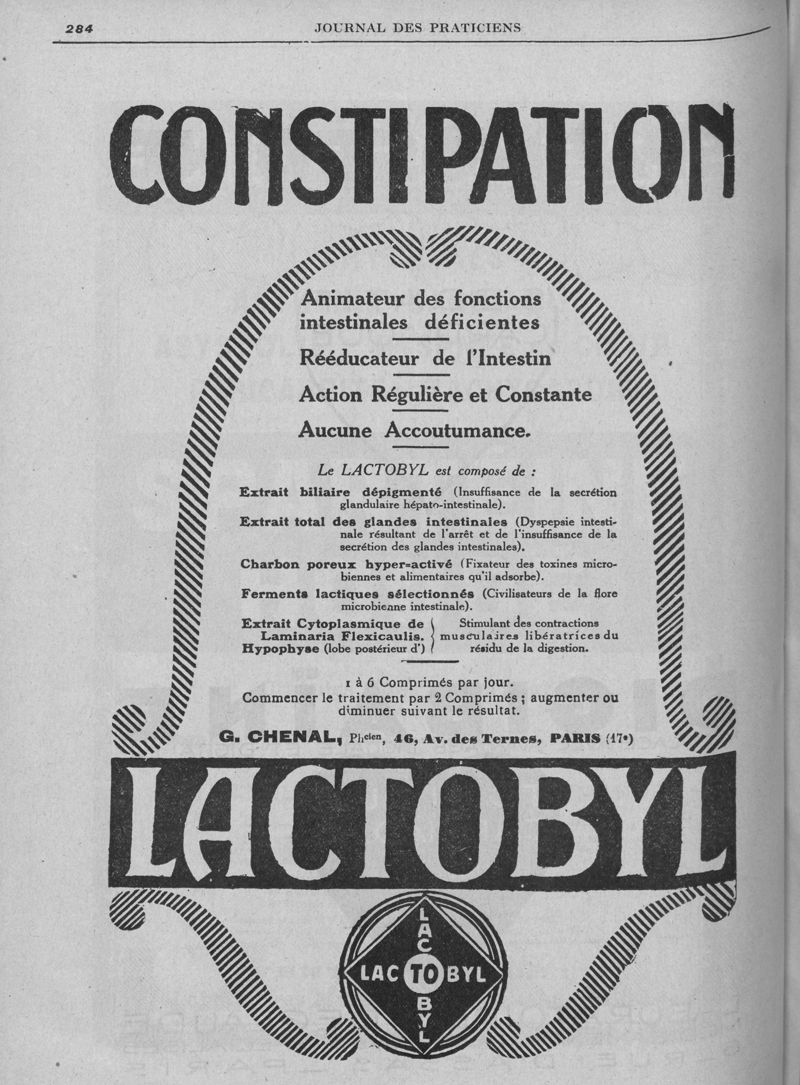 284
JOURNAL DES PRATICIENS
CONSTIPATION
Animateur des fonctions
intestinales déficientes
Rééducateur de l'Intestin
Action Régulière et Constante
Aucune Accoutumance.
Le LACTOBYL est composé de :
Extrait biliaire dépigmenté (Insuffisance de la secrétion
glandulaire hépato-intestinale).
Extrait total des glandes intestinales (Dyspepsie intesti-
nale résultant de l'arrêt et de l'insuffisance de la
secrétion des glandes intestinales).
Charbon poreux hyper=activé (Fixateur des toxines micro-
biennes et alimentaires qu'il adsorbe).
Ferments lactiques sélectionnés (Civilisateurs de la flore
microbienne intestinale).
Extrait Cytoplasmique de
Laminaria Flexicaulis.
Hypophyse (lobe postérieur d')
Stimulant des contractions
musculaires libératrices du
résidu de la digestion.
1 à 6 Comprimés par jour.
Commencer le traitement par 2 Comprimés ; augmenter ou
diminuer suivant le résultat.
G. CHENAL, Phcien, 46, Av. des Ternes, PARIS (17e)
LACTOBYL
LACTOBYL
LACTOBYL